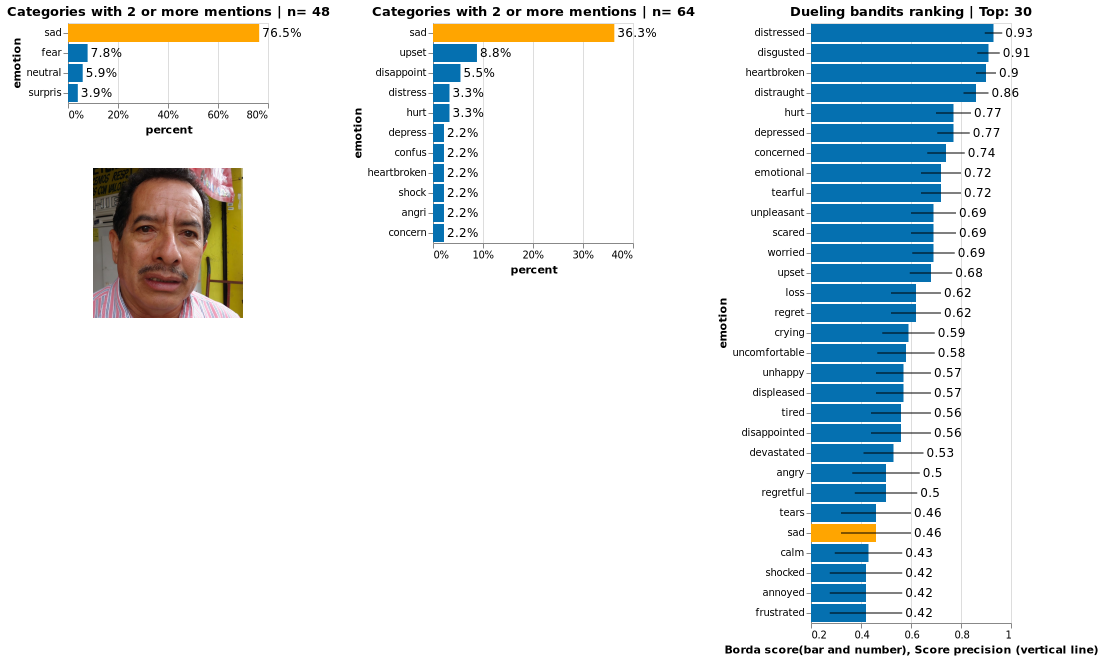 Categories with 2 or more mentions | n= 48
emotion
sad 76.5%
fear 7.8%
neutral 5.9%
surpris 3.9%
0% 20% 40% 60% 80%
percent
Categories with 2 or more mentions | n= 64
emotion
sad 36.3%
upset 8.8%
disappoint 5.5%
distress 3.3%
hurt 3.3%
depress 2.2%
confus 2.2%
heartbroken 2.2%
shock 2.2%
angri 2.2%
concern 2.2%
0% 10% 20% 30% 40%
percent
Dueling bandits ranking | Top: 30
emotion
distressed 0.93
disgusted 0.91
heartbroken 0.9
distraught 0.86
hurt 0.77
depressed 0.77
concerned 0.74
emotional 0.72
tearful 0.72
unpleasant 0.69
scared 0.69
worried 0.69
upset 0.68
loss 0.62
regret 0.62
crying 0.59
uncomfortable 0.58
unhappy 0.57
displeased 0.57
tired 0.56
disappointed 0.56
devastated 0.53
angry 0.5
regretful 0.5
tears 0.46
sad 0.46
calm 0.43
shocked 0.42
annoyed 0.42
frustrated 0.42
0.2 0.4 0.6 0.8 1
Borda score(bar and number), Score precision (vertical line)